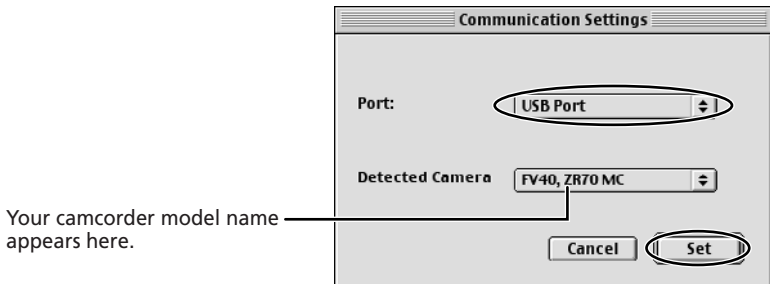 Communication Settings
Port:
USB Port
Detected Camera
FV40, ZR70 MC
Your camcorder model name
appears here.
Cancel
Set